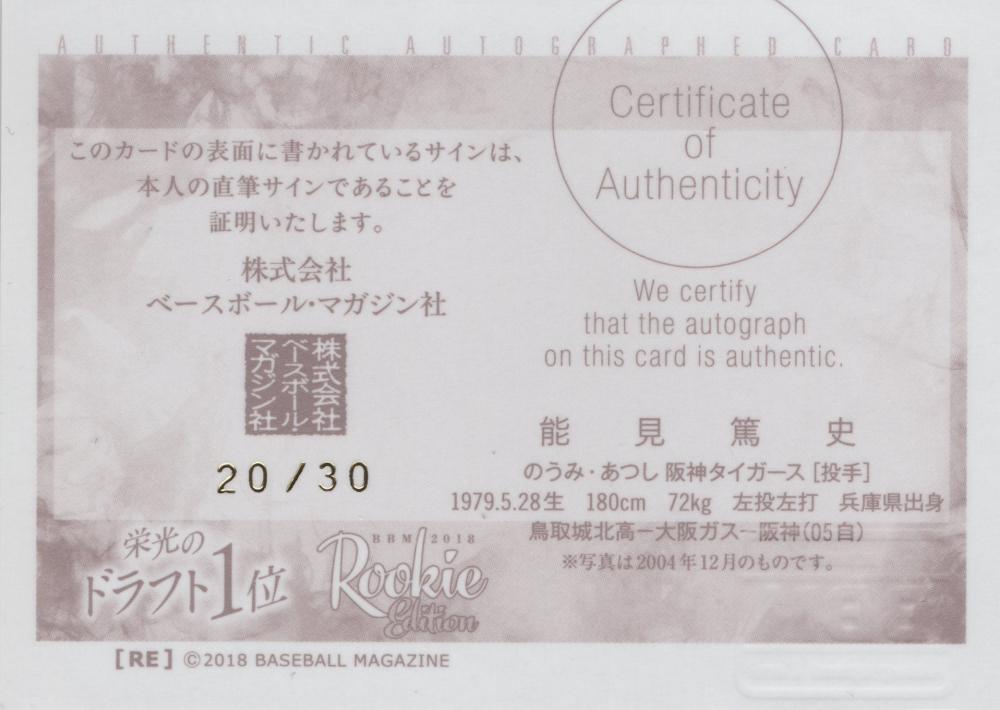 AUTHENTIC AUTOGRAPHED CARD
Certificate
of
Authenticity
このカードの表面に書かれているサインは、
本人の直筆サインであることを
証明いたします。
株式会社
ベースボール・マガジン社
株式会社
ベースボール・
マガジン社
20/30
We certify
that the autograph
on this card is authentic.
能見篤史
のうみ・あつし 阪神タイガース [投手]
1979.5.28生 180cm 72kg 左投左打 兵庫県出身
鳥取城北高ー大阪ガスー阪神(05自)
※写真は2004年12月のものです。
栄光の
ドラフト1位
BBM 2018
Rookie
Edition
[RE] ©2018 BASEBALL MAGAZINE